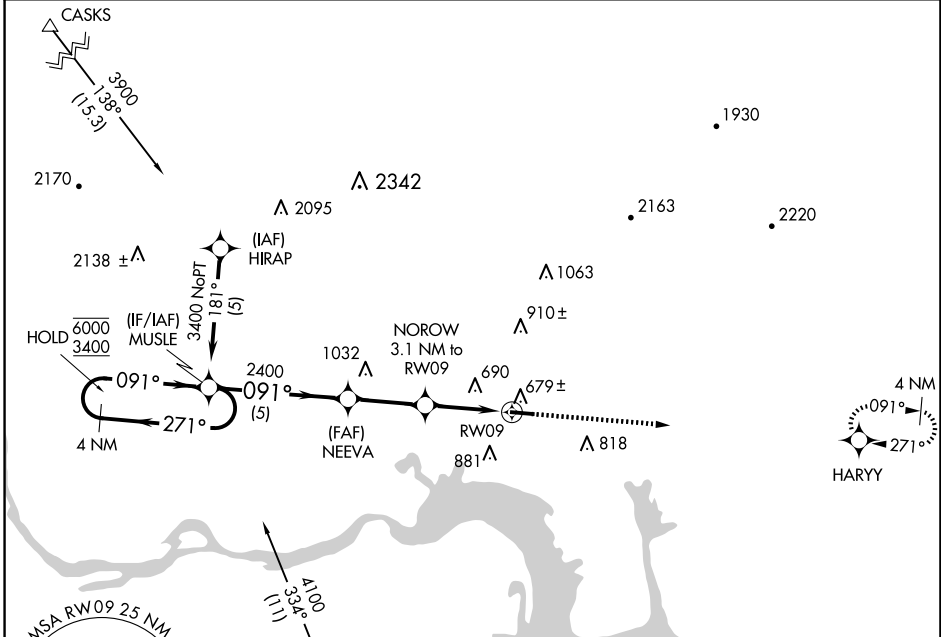 CASKS
3900
138°
(15.3)
1930
2170
2342
2095
2163
2220
(IAF)
HIRAP
2138 ±
3400 NoPT
181°
(5)
1063
910±
HOLD
6000
3400
(IF/IAF)
MUSLE
NOROW
3.1 NM to
RW09
1032
2400
091°
091°
(5)
690
679±
4 NM
091°
271°
4 NM
(FAF)
NEEVA
RW09
881
818
271°
HARYY
4100
334°
(11)
MSA RW09 25 NM